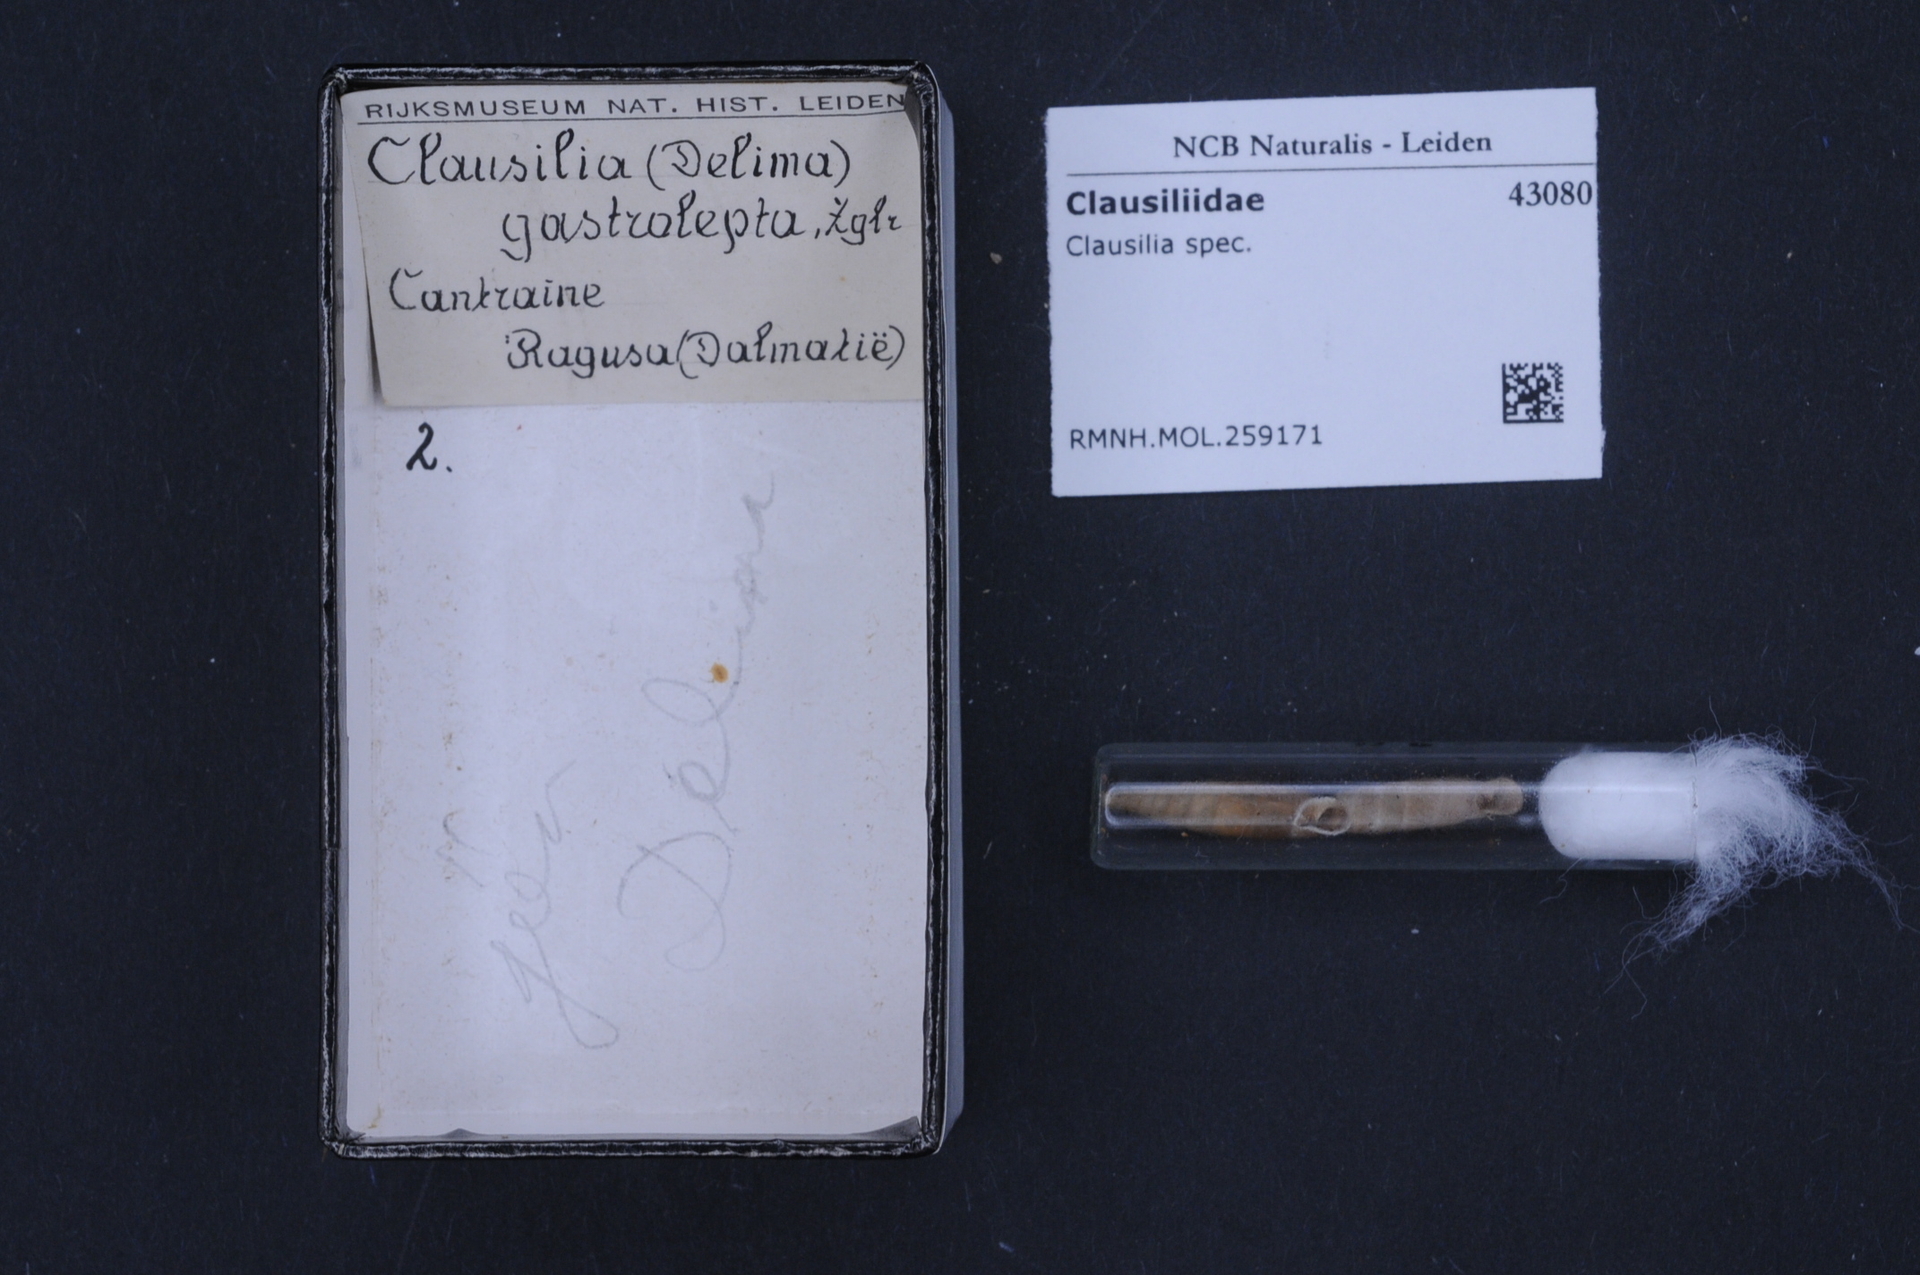 RIJKSMUSEUM NAT. HIST. LEIDEN
Clausilia (Delima)
gastrolepta, Zglr
Cantraine
Ragusa (Dalmatië)
2.
Delima
NCB Naturalis - Leiden
Clausiliidae 43080
Clausilia spec.
RMNH.MOL.259171